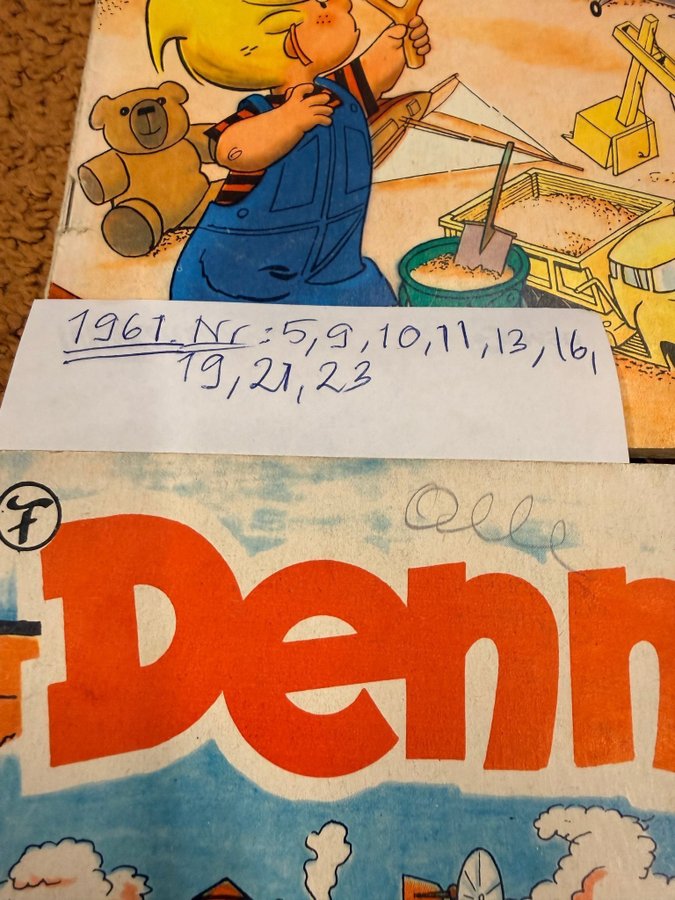 1961. Nr: 5, 9, 10, 11, 13, 16,
19, 21, 23
F
Olle
Denn